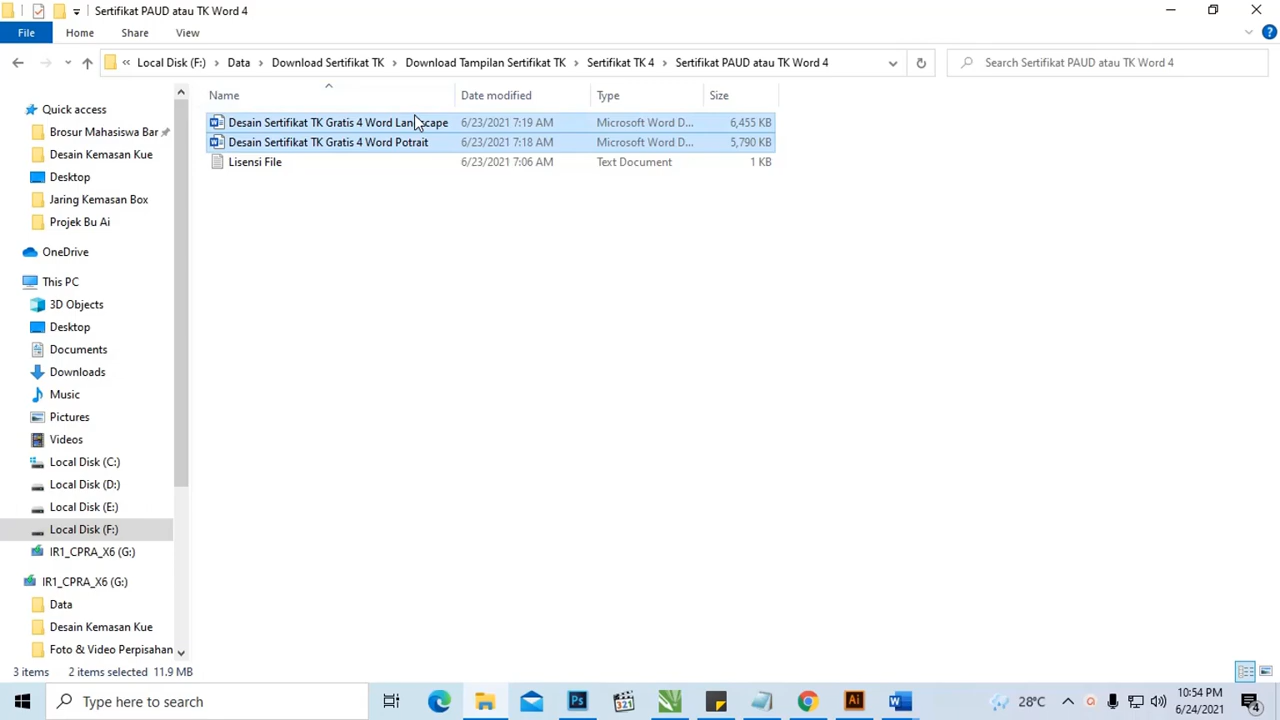 Sertifikat PAUD atau TK Word 4
File Home Share View
Local Disk (F:) Data Download Sertifikat TK Download Tampilan Sertifikat TK Sertifikat TK 4 Sertifikat PAUD atau TK Word 4
Search Sertifikat PAUD atau TK Word 4
Name Date modified Type Size
Desain Sertifikat TK Gratis 4 Word Landscape 6/23/2021 7:19 AM Microsoft Word D... 6,455 KB
Desain Sertifikat TK Gratis 4 Word Potrait 6/23/2021 7:18 AM Microsoft Word D... 5,790 KB
Lisensi File 6/23/2021 7:06 AM Text Document 1 KB
Quick access
Brosur Mahasiswa Bar
Desain Kemasan Kue
Desktop
Jaring Kemasan Box
Projek Bu Ai
OneDrive
This PC
3D Objects
Desktop
Documents
Downloads
Music
Pictures
Videos
Local Disk (C:)
Local Disk (D:)
Local Disk (E:)
Local Disk (F:)
IR1_CPRA_X6 (G:)
IR1_CPRA_X6 (G:)
Data
Desain Kemasan Kue
Foto & Video Perpisahan
3 items 2 items selected 11.9 MB
Type here to search
28°C
10:54 PM
6/24/2021
4